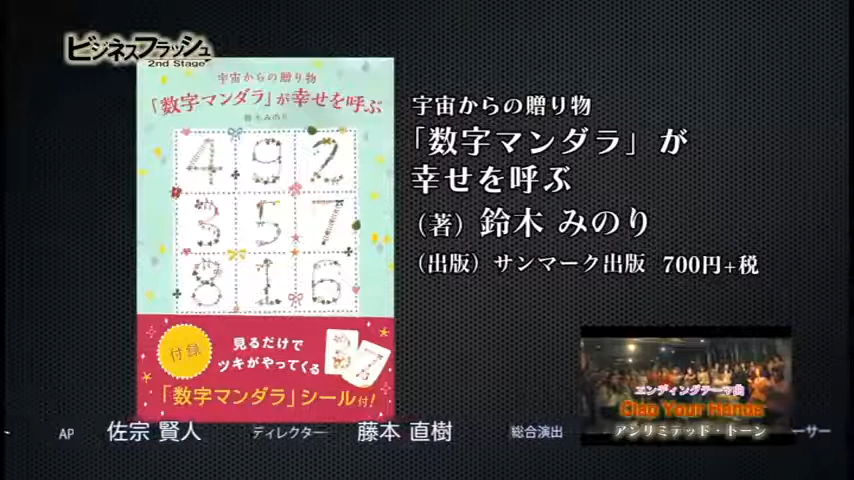 ビジネスフラッシュ
2nd Stage
宇宙からの贈り物
「数字マンダラ」が幸せを呼ぶ
鈴木みのり
4 9 2
3 5 7
8 1 6
付録
見るだけで
ツキがやってくる
「数字マンダラ」シール付!
宇宙からの贈り物
「数字マンダラ」が
幸せを呼ぶ
（著）鈴木 みのり
（出版）サンマーク出版 700円+税
エンディングテーマ曲
Clap Your Hands
アンリミテッド・トーン
AP 佐宗 賢人 ディレクター 藤本 直樹 総合演出 ーサー